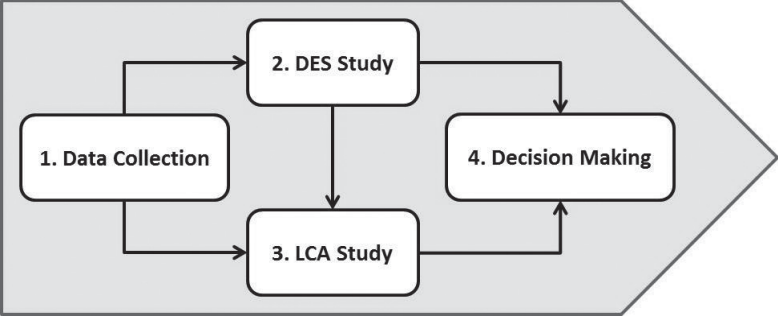 1. Data Collection
2. DES Study
3. LCA Study
4. Decision Making